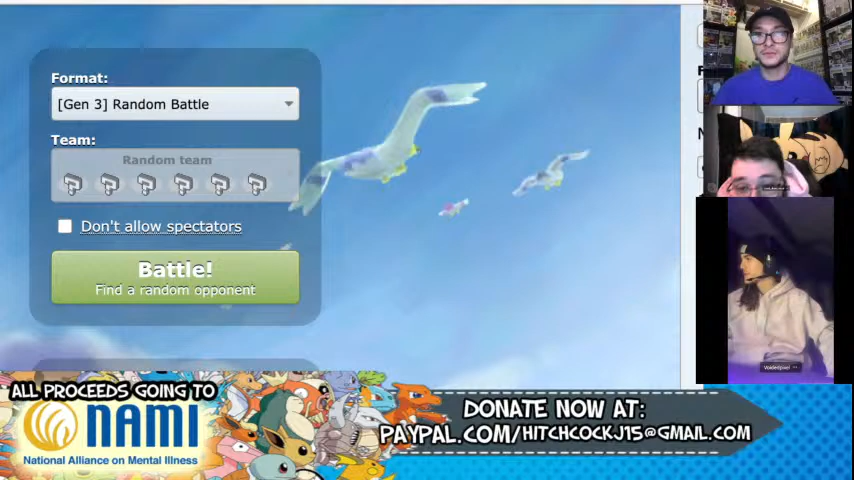 Format:
[Gen 3] Random Battle
Team:
Random team
Don't allow spectators
Battle!
Find a random opponent
Voiderpixel
ALL PROCEEDS GOING TO
NAMI
National Alliance on Mental Illness
DONATE NOW AT:
PAYPAL.COM/HITCHCOCKJ15@GMAIL.COM